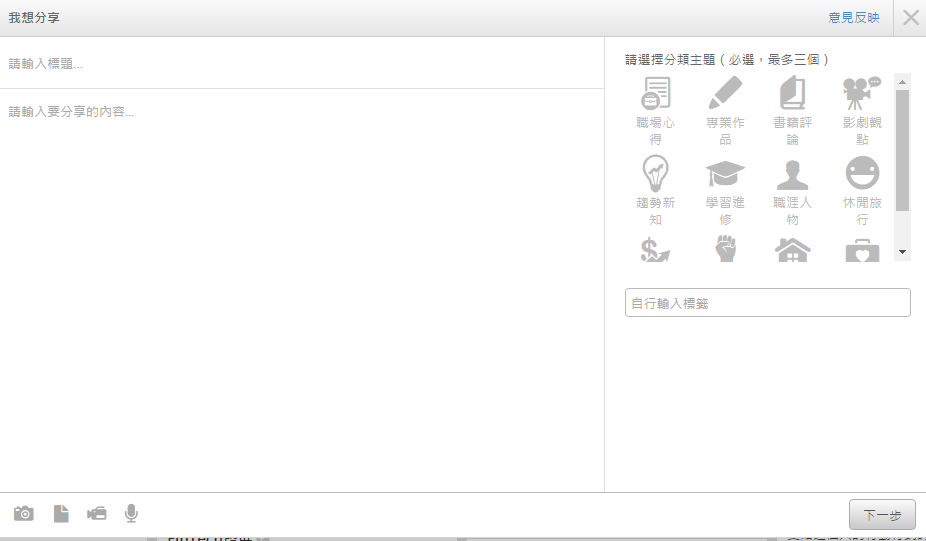 我想分享
意見反映
請輸入標題...
請輸入要分享的內容...
請選擇分類主題(必選，最多三個)
職場心得
專業作品
書籍評論
影劇觀點
趨勢新知
學習進修
職涯人物
休閒旅行
自行輸入標籤
下一步